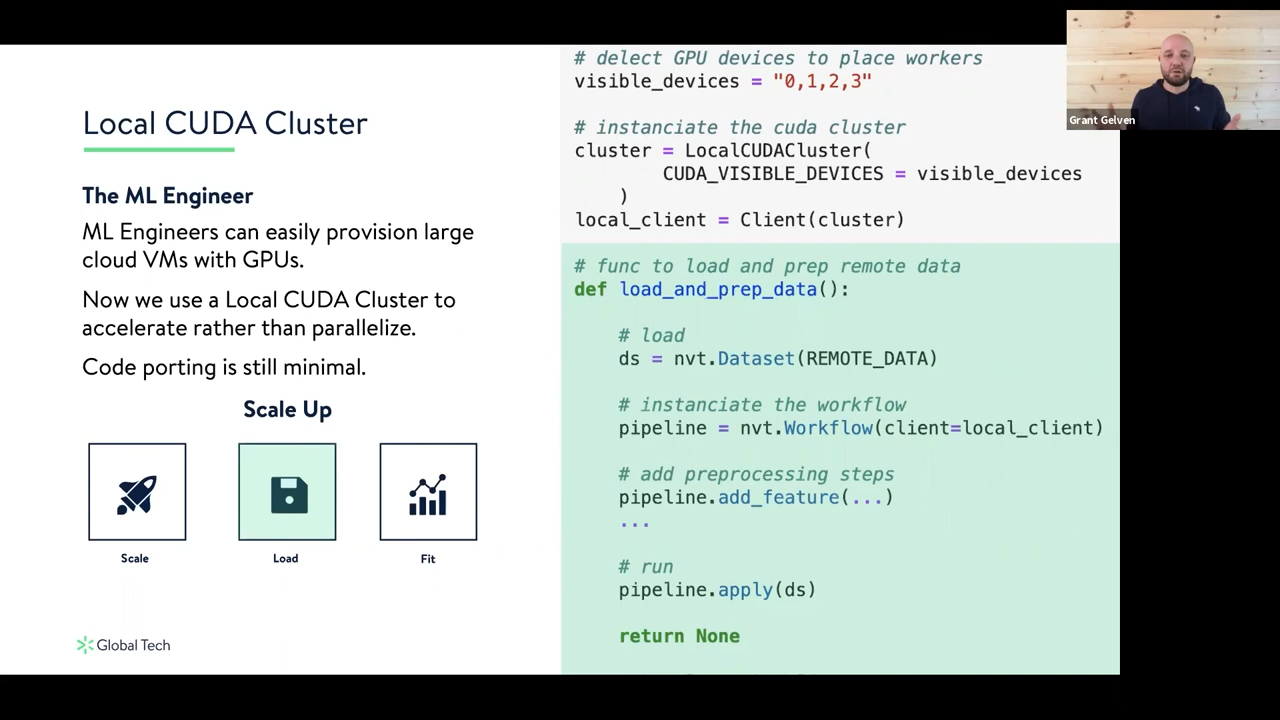 Local CUDA Cluster
The ML Engineer
ML Engineers can easily provision large
cloud VMs with GPUs.
Now we use a Local CUDA Cluster to
accelerate rather than parallelize.
Code porting is still minimal.
Scale Up
Scale
Load
Fit
Global Tech
# delect GPU devices to place workers
visible_devices = "0,1,2,3"
# instanciate the cuda cluster
cluster = LocalCUDACluster(
CUDA_VISIBLE_DEVICES = visible_devices
)
local_client = Client(cluster)
# func to load and prep remote data
def load_and_prep_data():
# load
ds = nvt.Dataset(REMOTE_DATA)
# instanciate the workflow
pipeline = nvt.Workflow(client=local_client)
# add preprocessing steps
pipeline.add_feature(...)
...
# run
pipeline.apply(ds)
return None
Grant Gelven